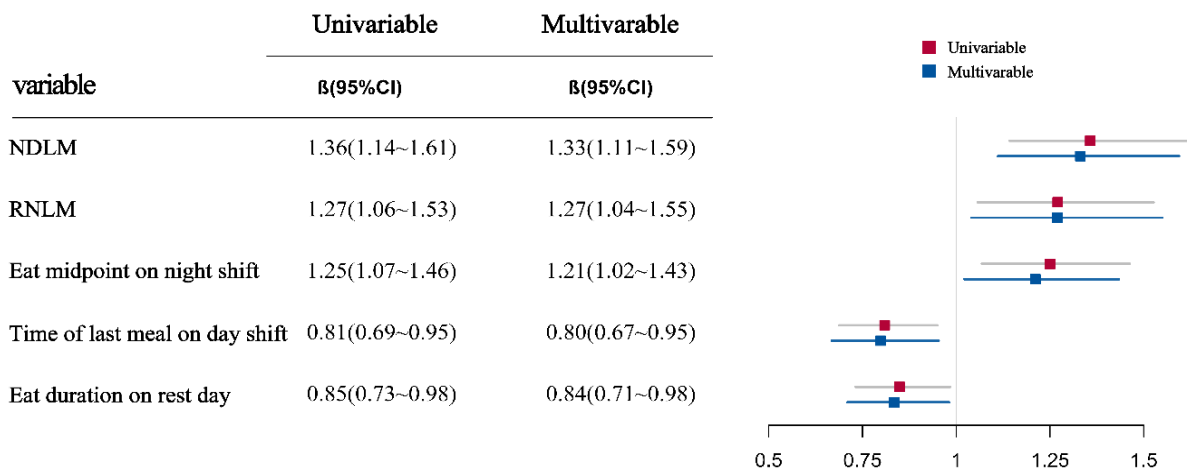 Univariable Multivarable
variable ß(95%CI) ß(95%CI)
NDLM 1.36(1.14~1.61) 1.33(1.11~1.59)
RNLM 1.27(1.06~1.53) 1.27(1.04~1.55)
Eat midpoint on night shift 1.25(1.07~1.46) 1.21(1.02~1.43)
Time of last meal on day shift 0.81(0.69~0.95) 0.80(0.67~0.95)
Eat duration on rest day 0.85(0.73~0.98) 0.84(0.71~0.98)
Univariable
Multivarable
0.5 0.75 1 1.25 1.5